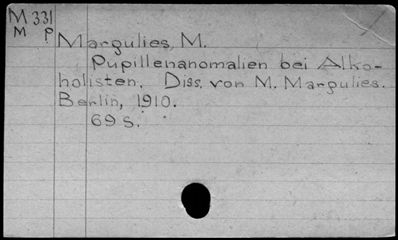 M 331
M P
Margulies, M.
Pupillenanomalien bei Alko-
holisten. Diss. von M. Margulies.
Berlin, 1910.
69 s.